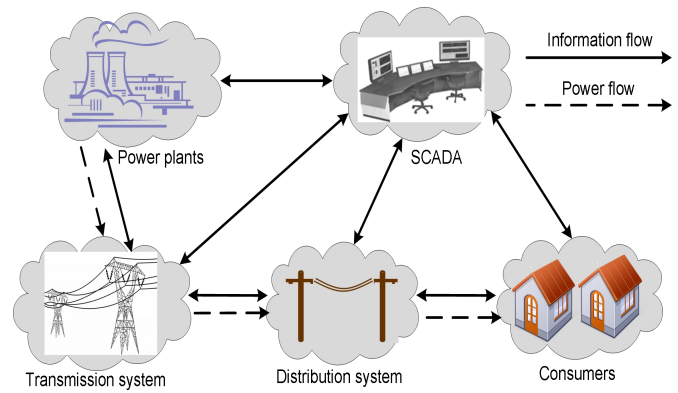 Information flow
Power flow
Power plants
SCADA
Transmission system
Distribution system
Consumers